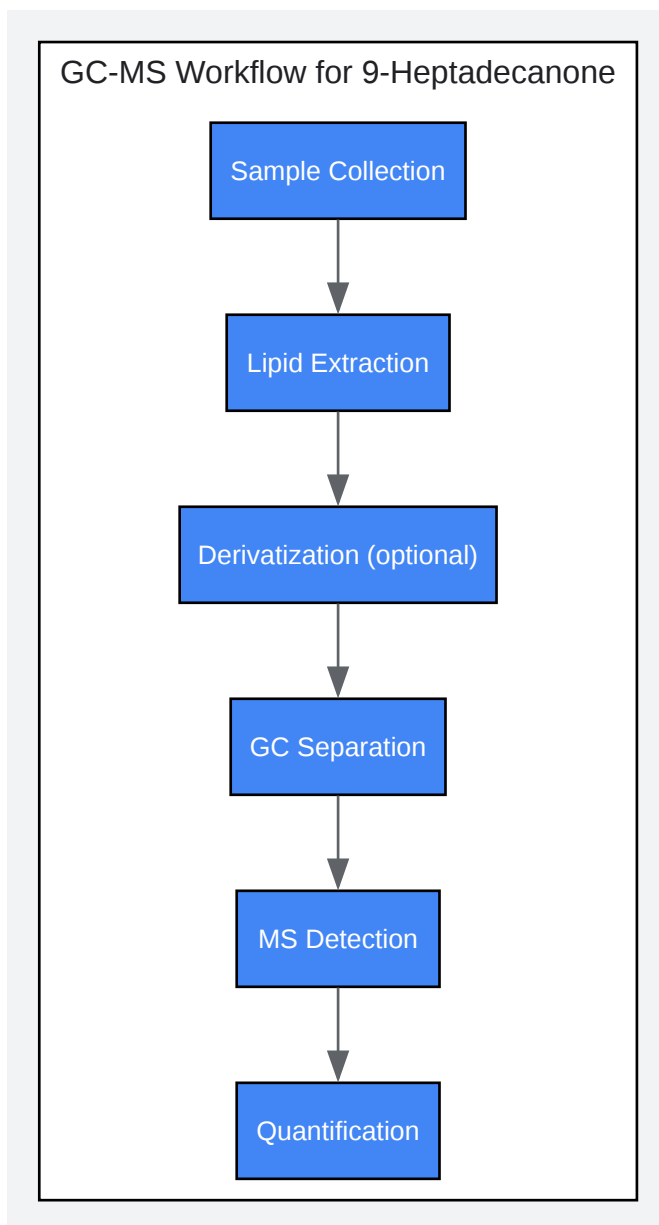 GC-MS Workflow for 9-Heptadecanone
Sample Collection
Lipid Extraction
Derivatization (optional)
GC Separation
MS Detection
Quantification